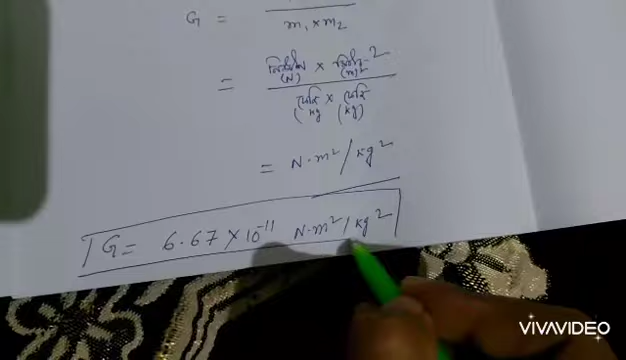 G =
m₁ × m₂
= (N) × (m)²
(kg × (kg)
= N·m²/kg²
G = 6.67 × 10⁻¹¹ N·m²/kg²
VIVAVIDEO